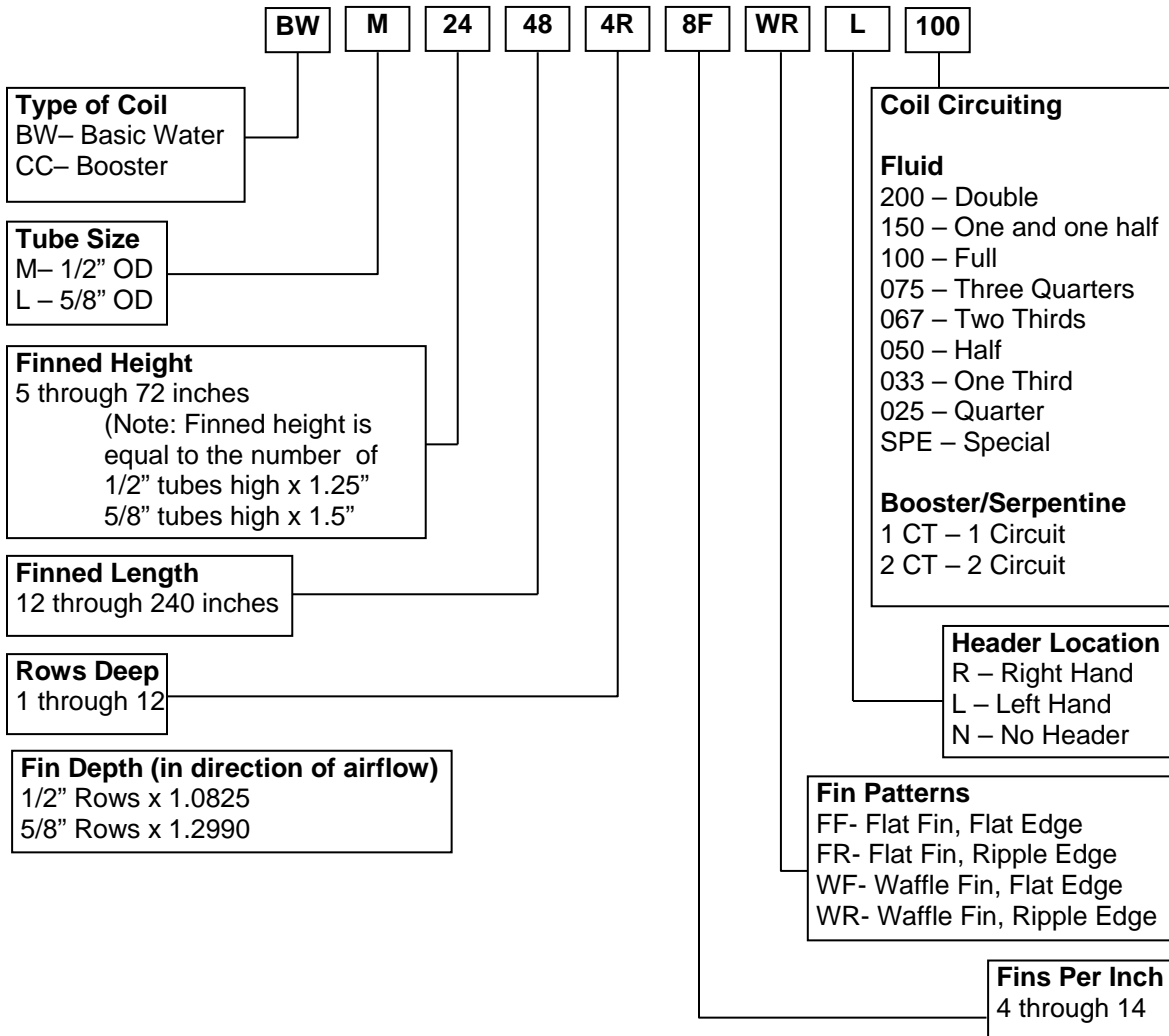 BW M 24 48 4R 8F WR L 100
Type of Coil
BW– Basic Water
CC– Booster
Tube Size
M– 1/2” OD
L – 5/8” OD
Finned Height
5 through 72 inches
(Note: Finned height is
equal to the number of
1/2” tubes high x 1.25”
5/8” tubes high x 1.5”
Finned Length
12 through 240 inches
Rows Deep
1 through 12
Fin Depth (in direction of airflow)
1/2” Rows x 1.0825
5/8” Rows x 1.2990
Coil Circuiting
Fluid
200 – Double
150 – One and one half
100 – Full
075 – Three Quarters
067 – Two Thirds
050 – Half
033 – One Third
025 – Quarter
SPE – Special
Booster/Serpentine
1 CT – 1 Circuit
2 CT – 2 Circuit
Header Location
R – Right Hand
L – Left Hand
N – No Header
Fin Patterns
FF- Flat Fin, Flat Edge
FR- Flat Fin, Ripple Edge
WF- Waffle Fin, Flat Edge
WR- Waffle Fin, Ripple Edge
Fins Per Inch
4 through 14